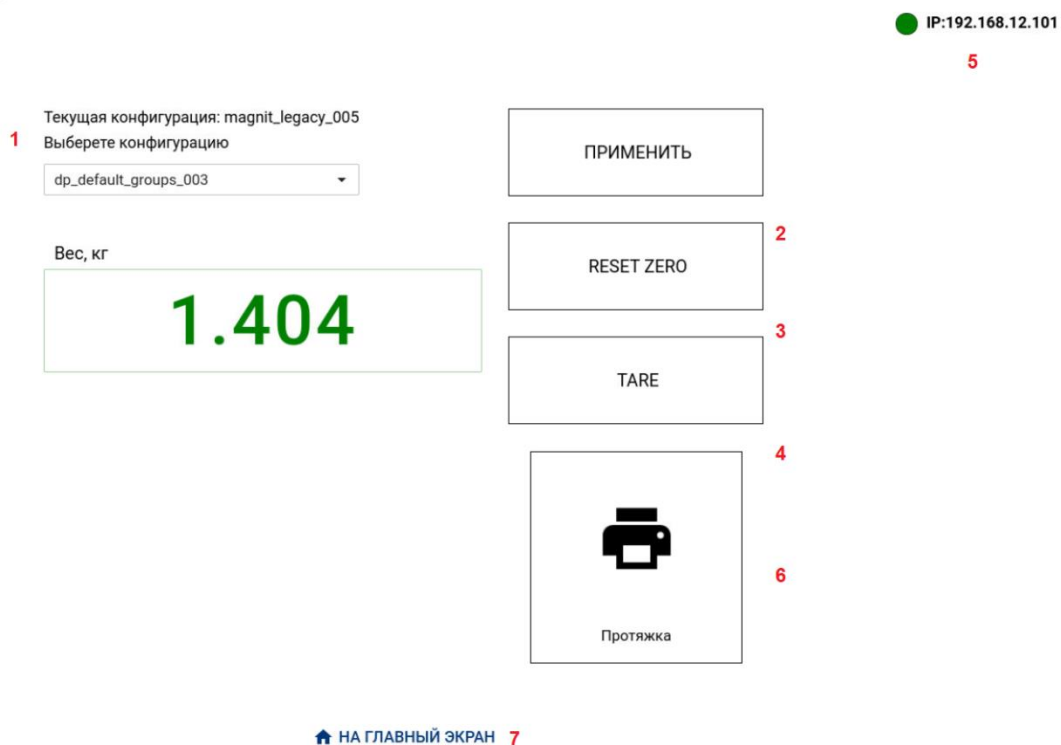 IP:192.168.12.101
5
Текущая конфигурация: magnit_legacy_005
1
Выберете конфигурацию
dp_default_groups_003
ПРИМЕНИТЬ
2
Вес, кг
RESET ZERO
1.404
3
TARE
4
6
Протяжка
НА ГЛАВНЫЙ ЭКРАН 7